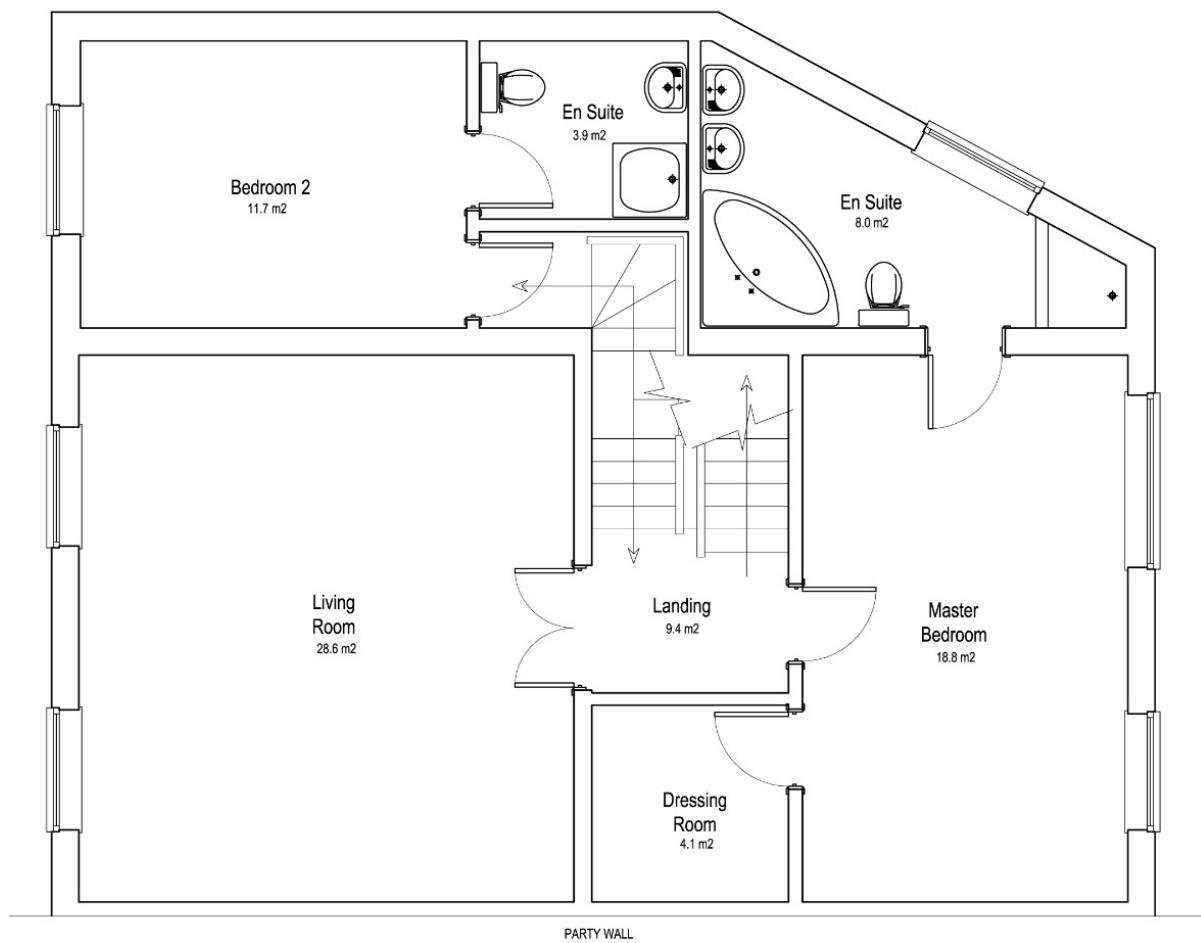 En Suite
3.9 m2
Bedroom 2
11.7 m2
En Suite
8.0 m2
Living
Room
28.6 m2
Landing
9.4 m2
Master
Bedroom
18.8 m2
Dressing
Room
4.1 m2
PARTY WALL